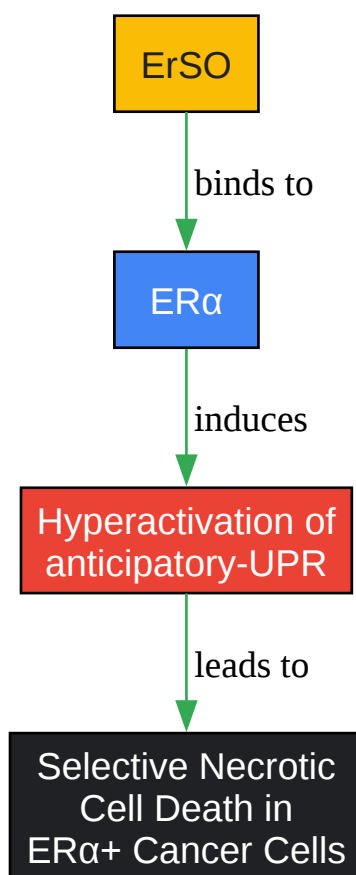 ErSO
binds to
ERα
induces
Hyperactivation of
anticipatory-UPR
leads to
Selective Necrotic
Cell Death in
ERα+ Cancer Cells